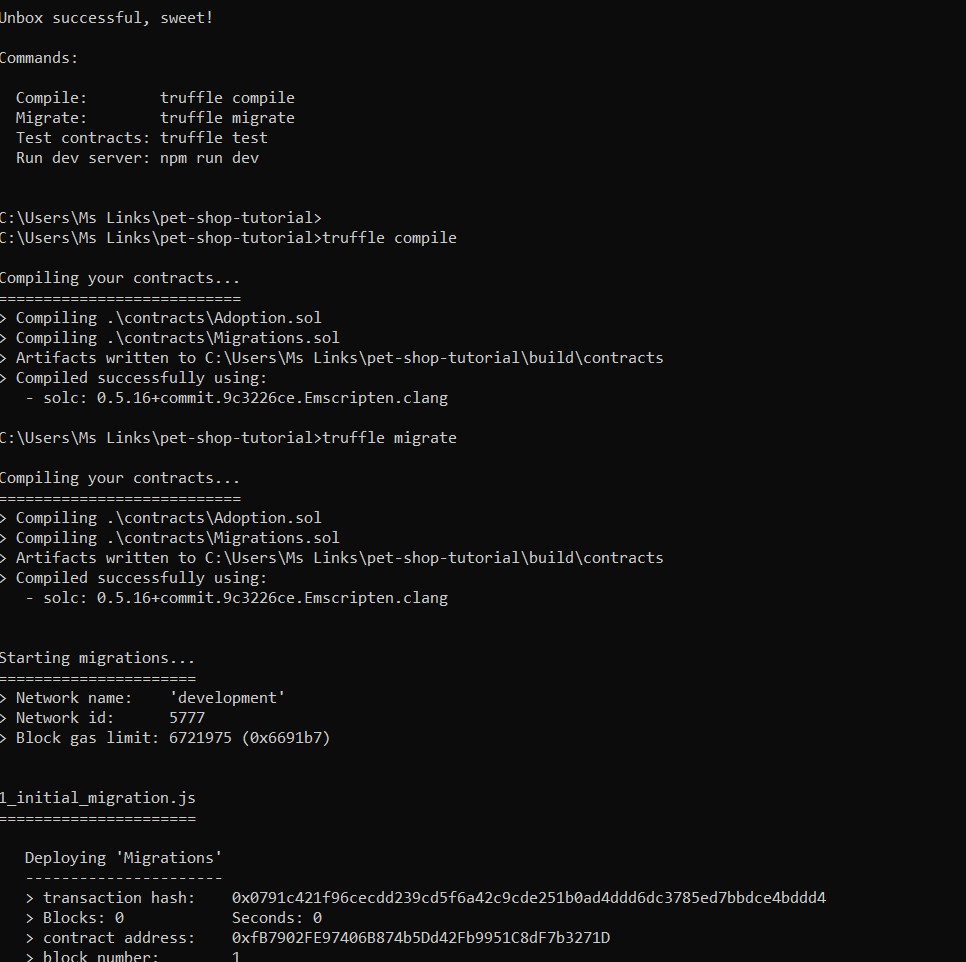 Unbox successful, sweet!
Commands:
Compile: truffle compile
Migrate: truffle migrate
Test contracts: truffle test
Run dev server: npm run dev
C:\Users\Ms Links\pet-shop-tutorial>
C:\Users\Ms Links\pet-shop-tutorial>truffle compile
Compiling your contracts...
===========================
> Compiling .\contracts\Adoption.sol
> Compiling .\contracts\Migrations.sol
> Artifacts written to C:\Users\Ms Links\pet-shop-tutorial\build\contracts
> Compiled successfully using:
- solc: 0.5.16+commit.9c3226ce.Emscripten.clang
C:\Users\Ms Links\pet-shop-tutorial>truffle migrate
Compiling your contracts...
===========================
> Compiling .\contracts\Adoption.sol
> Compiling .\contracts\Migrations.sol
> Artifacts written to C:\Users\Ms Links\pet-shop-tutorial\build\contracts
> Compiled successfully using:
- solc: 0.5.16+commit.9c3226ce.Emscripten.clang
Starting migrations...
======================
> Network name: 'development'
> Network id: 5777
> Block gas limit: 6721975 (0x6691b7)
1_initial_migration.js
======================
Deploying 'Migrations'
----------------------
> transaction hash: 0x0791c421f96cecdd239cd5f6a42c9cde251b0ad4ddd6dc3785ed7bbdce4bddd4
> Blocks: 0 Seconds: 0
> contract address: 0xfB7902FE97406B874b5Dd42Fb9951C8dF7b3271D
> block number: 1